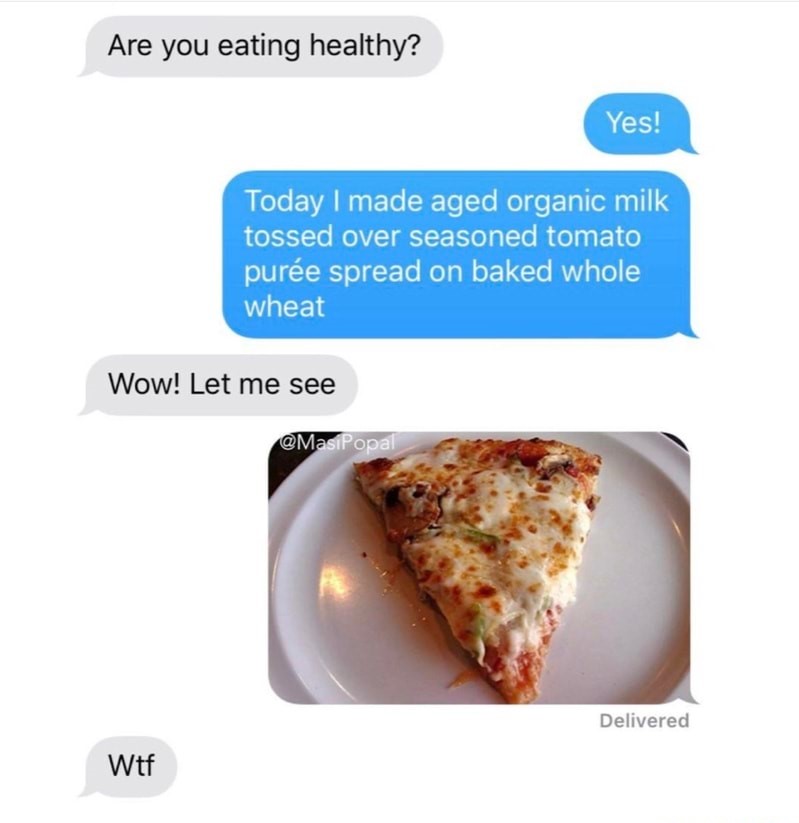 Are you eating healthy?
Yes!
Today I made aged organic milk
tossed over seasoned tomato
purée spread on baked whole
wheat
Wow! Let me see
@MasiPopal
Delivered
Wtf